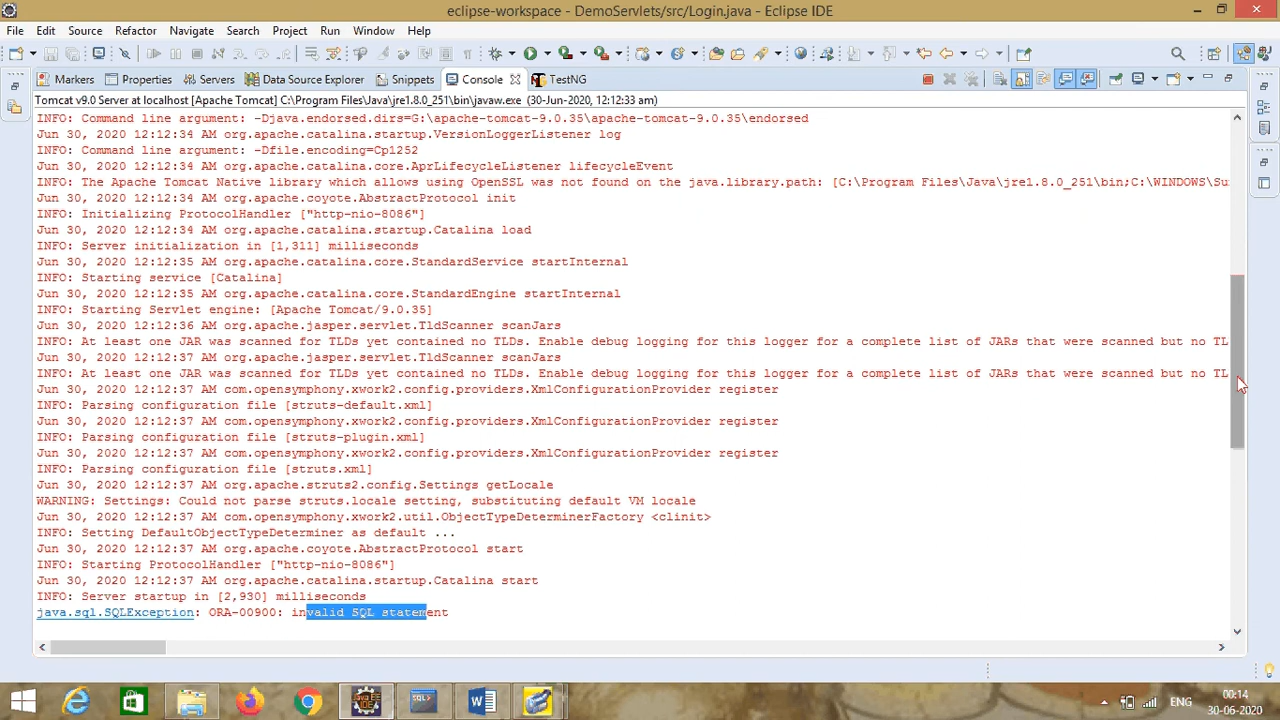 eclipse-workspace - DemoServlets/src/Login.java - Eclipse IDE
File Edit Source Refactor Navigate Search Project Run Window Help
Markers Properties Servers Data Source Explorer Snippets Console TestNG
Tomcat v9.0 Server at localhost [Apache Tomcat] C:\Program Files\Java\jre1.8.0_251\bin\javaw.exe (30-Jun-2020, 12:12:33 am)
INFO: Command line argument: -Djava.endorsed.dirs=G:\apache-tomcat-9.0.35\apache-tomcat-9.0.35\endorsed
Jun 30, 2020 12:12:34 AM org.apache.catalina.startup.VersionLoggerListener log
INFO: Command line argument: -Dfile.encoding=Cp1252
Jun 30, 2020 12:12:34 AM org.apache.catalina.core.AprLifecycleListener lifecycleEvent
INFO: The Apache Tomcat Native library which allows using OpenSSL was not found on the java.library.path: [C:\Program Files\Java\jre1.8.0_251\bin;C:\WINDOWS\Su
Jun 30, 2020 12:12:34 AM org.apache.coyote.AbstractProtocol init
INFO: Initializing ProtocolHandler ["http-nio-8086"]
Jun 30, 2020 12:12:34 AM org.apache.catalina.startup.Catalina load
INFO: Server initialization in [1,311] milliseconds
Jun 30, 2020 12:12:35 AM org.apache.catalina.core.StandardService startInternal
INFO: Starting service [Catalina]
Jun 30, 2020 12:12:35 AM org.apache.catalina.core.StandardEngine startInternal
INFO: Starting Servlet engine: [Apache Tomcat/9.0.35]
Jun 30, 2020 12:12:36 AM org.apache.jasper.servlet.TldScanner scanJars
INFO: At least one JAR was scanned for TLDs yet contained no TLDs. Enable debug logging for this logger for a complete list of JARs that were scanned but no TL
Jun 30, 2020 12:12:37 AM org.apache.jasper.servlet.TldScanner scanJars
INFO: At least one JAR was scanned for TLDs yet contained no TLDs. Enable debug logging for this logger for a complete list of JARs that were scanned but no TL
Jun 30, 2020 12:12:37 AM com.opensymphony.xwork2.config.providers.XmlConfigurationProvider register
INFO: Parsing configuration file [struts-default.xml]
Jun 30, 2020 12:12:37 AM com.opensymphony.xwork2.config.providers.XmlConfigurationProvider register
INFO: Parsing configuration file [struts-plugin.xml]
Jun 30, 2020 12:12:37 AM com.opensymphony.xwork2.config.providers.XmlConfigurationProvider register
INFO: Parsing configuration file [struts.xml]
Jun 30, 2020 12:12:37 AM org.apache.struts2.config.Settings getLocale
WARNING: Settings: Could not parse struts.locale setting, substituting default VM locale
Jun 30, 2020 12:12:37 AM com.opensymphony.xwork2.util.ObjectTypeDeterminerFactory <clinit>
INFO: Setting DefaultObjectTypeDeterminer as default ...
Jun 30, 2020 12:12:37 AM org.apache.coyote.AbstractProtocol start
INFO: Starting ProtocolHandler ["http-nio-8086"]
Jun 30, 2020 12:12:37 AM org.apache.catalina.startup.Catalina start
INFO: Server startup in [2,930] milliseconds
java.sql.SQLException: ORA-00900: invalid SQL statement
ENG
00:14
30-06-2020